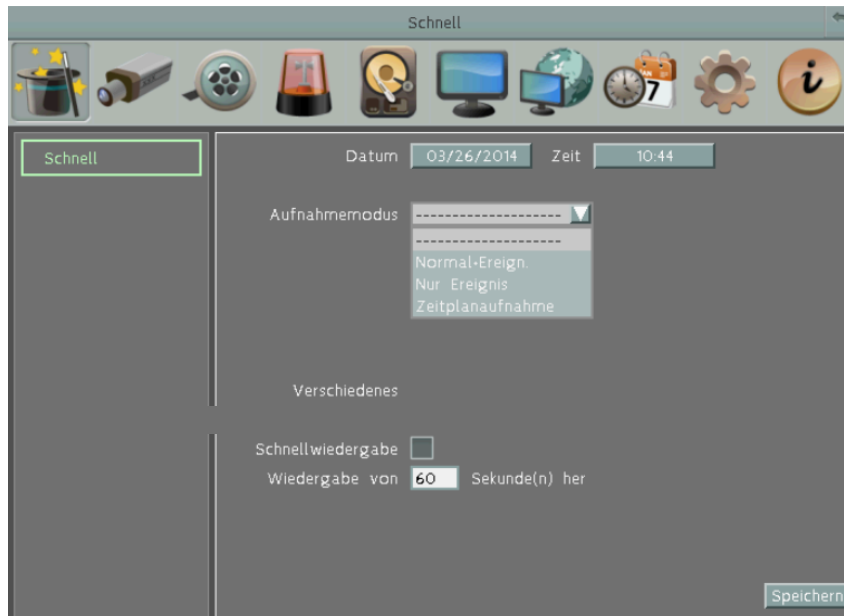 Schnell
7
Schnell
Datum 03/26/2014 Zeit 10:44
Aufnahmemodus --------------------
--------------------
Normal+Ereign.
Nur Ereignis
Zeitplanaufnahme
Verschiedenes
Schnellwiedergabe
Wiedergabe von 60 Sekunde(n) her
Speichern